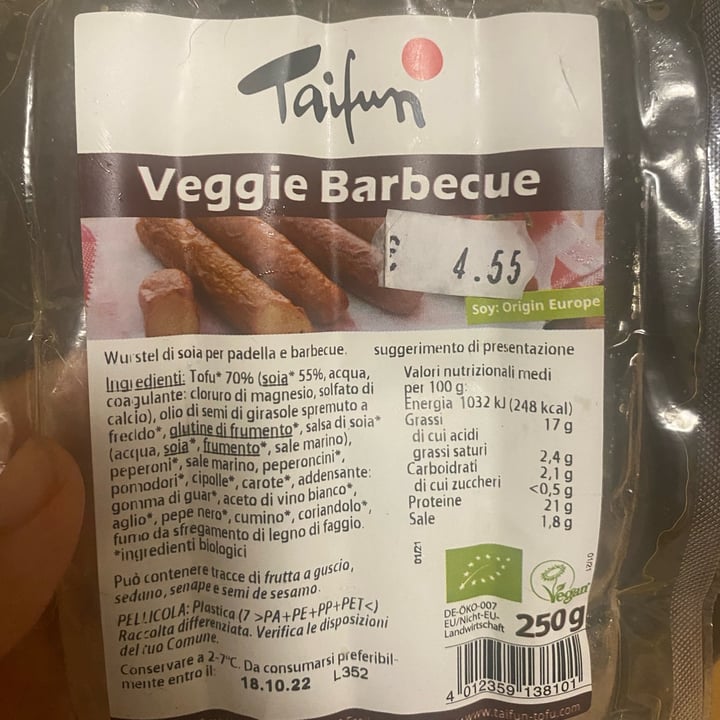 Taifun
Veggie Barbecue
4.55
Soy: Origin Europe
Wurstel di soia per padella e barbecue.
suggerimento di presentazione
Ingredienti: Tofu* 70% (soia* 55%, acqua,
coagulante: cloruro di magnesio, solfato di
calcio), olio di semi di girasole spremuto a
freddo*, glutine di frumento*, salsa di soia*
(acqua, soia*, frumento*, sale marino),
peperoni*, sale marino, peperoncini*,
pomodori*, cipolle*, carote*, addensante:
gomma di guar*, aceto di vino bianco*,
aglio*, pepe nero*, cumino*, coriandolo*,
fumo da sfregamento di legno di faggio.
*ingredienti biologici
Può contenere tracce di frutta a guscio,
sedano, senape e semi de sesamo.
PELLICOLA: Plastica (7 >PA+PE+PP+PET<)
Raccolta differenziata. Verifica le disposizioni
del tuo Comune.
Conservare a 2-7°C. Da consumarsi preferibil-
mente entro il:
18.10.22 L352
Valori nutrizionali medi
per 100 g:
Energia 1032 kJ (248 kcal)
Grassi 17 g
di cui acidi
grassi saturi 2,4 g
Carboidrati 2,1 g
di cui zuccheri <0,5 g
Proteine 21 g
Sale 1,8 g
01/21
Vegan
DE-ÖKO-007
EU/Nicht-EU-
Landwirtschaft
250g
4 012359 138101
www.taifun-tofu.com